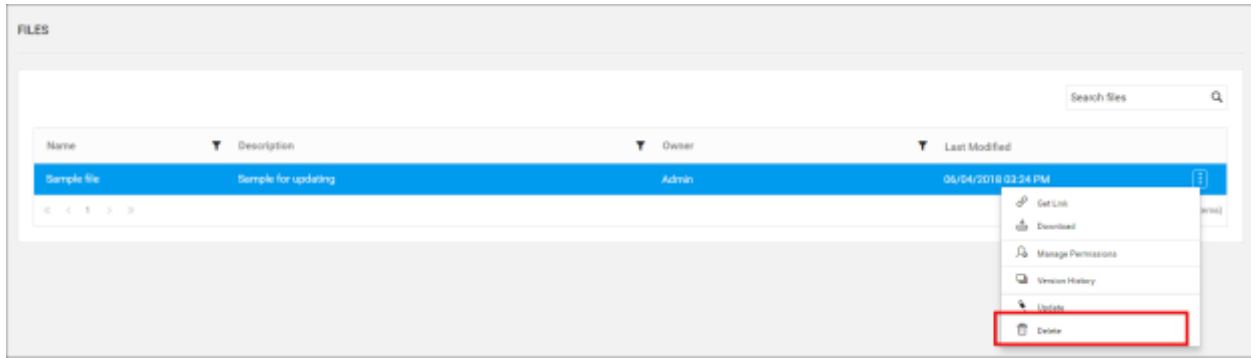 FILES
Search files
Name Description Owner Last Modified
Sample file Sample for updating Admin 06/04/2018 03:24 PM
« < 1 > »
Get Link
Download
Manage Permissions
Version History
Update
Delete